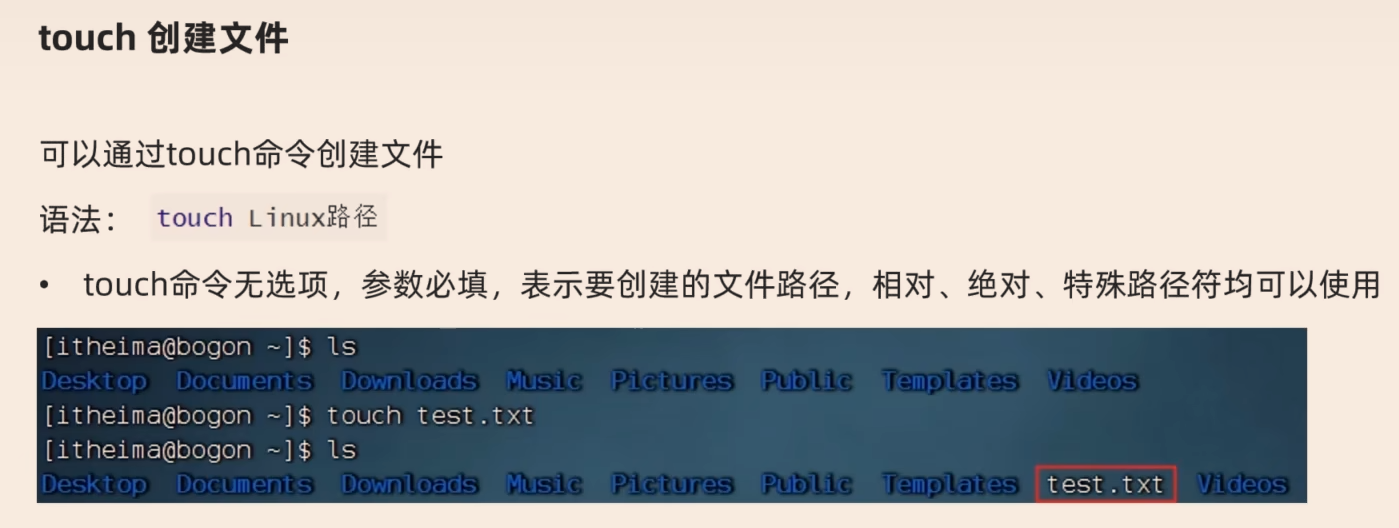 touch 创建文件
可以通过touch命令创建文件
语法： touch Linux路径
• touch命令无选项，参数必填，表示要创建的文件路径，相对、绝对、特殊路径符均可以使用
[itheima@bogon ~]$ ls
Desktop Documents Downloads Music Pictures Public Templates Videos
[itheima@bogon ~]$ touch test.txt
[itheima@bogon ~]$ ls
Desktop Documents Downloads Music Pictures Public Templates test.txt Videos